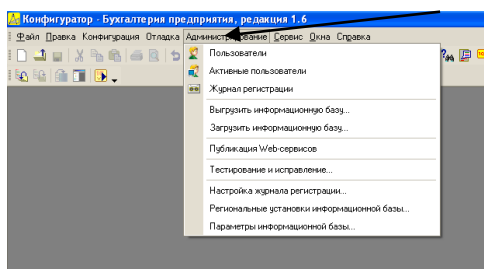 Конфигуратор - Бухгалтерия предприятия, редакция 1.6
Файл Правка Конфигурация Отладка Администрирование Сервис Окна Справка
Пользователи
Активные пользователи
Журнал регистрации
Выгрузить информационную базу...
Загрузить информационную базу...
Публикация Web-сервисов
Тестирование и исправление...
Настройка журнала регистрации...
Региональные установки информационной базы...
Параметры информационной базы...